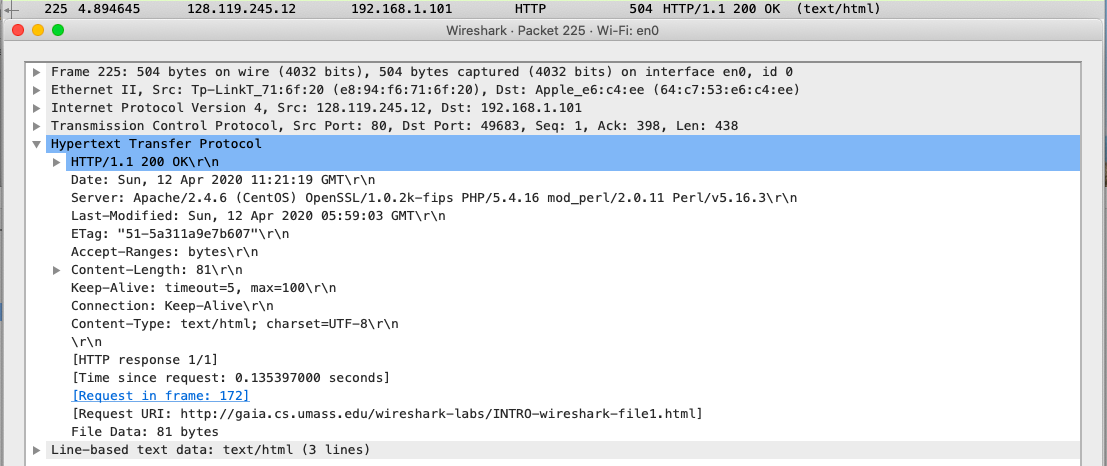 225 4.894645 128.119.245.12 192.168.1.101 HTTP 504 HTTP/1.1 200 OK (text/html)
Wireshark · Packet 225 · Wi-Fi: en0
Frame 225: 504 bytes on wire (4032 bits), 504 bytes captured (4032 bits) on interface en0, id 0
Ethernet II, Src: Tp-LinkT_71:6f:20 (e8:94:f6:71:6f:20), Dst: Apple_e6:c4:ee (64:c7:53:e6:c4:ee)
Internet Protocol Version 4, Src: 128.119.245.12, Dst: 192.168.1.101
Transmission Control Protocol, Src Port: 80, Dst Port: 49683, Seq: 1, Ack: 398, Len: 438
Hypertext Transfer Protocol
HTTP/1.1 200 OK\r\n
Date: Sun, 12 Apr 2020 11:21:19 GMT\r\n
Server: Apache/2.4.6 (CentOS) OpenSSL/1.0.2k-fips PHP/5.4.16 mod_perl/2.0.11 Perl/v5.16.3\r\n
Last-Modified: Sun, 12 Apr 2020 05:59:03 GMT\r\n
ETag: "51-5a311a9e7b607"\r\n
Accept-Ranges: bytes\r\n
Content-Length: 81\r\n
Keep-Alive: timeout=5, max=100\r\n
Connection: Keep-Alive\r\n
Content-Type: text/html; charset=UTF-8\r\n
\r\n
[HTTP response 1/1]
[Time since request: 0.135397000 seconds]
[Request in frame: 172]
[Request URI: http://gaia.cs.umass.edu/wireshark-labs/INTRO-wireshark-file1.html]
File Data: 81 bytes
Line-based text data: text/html (3 lines)